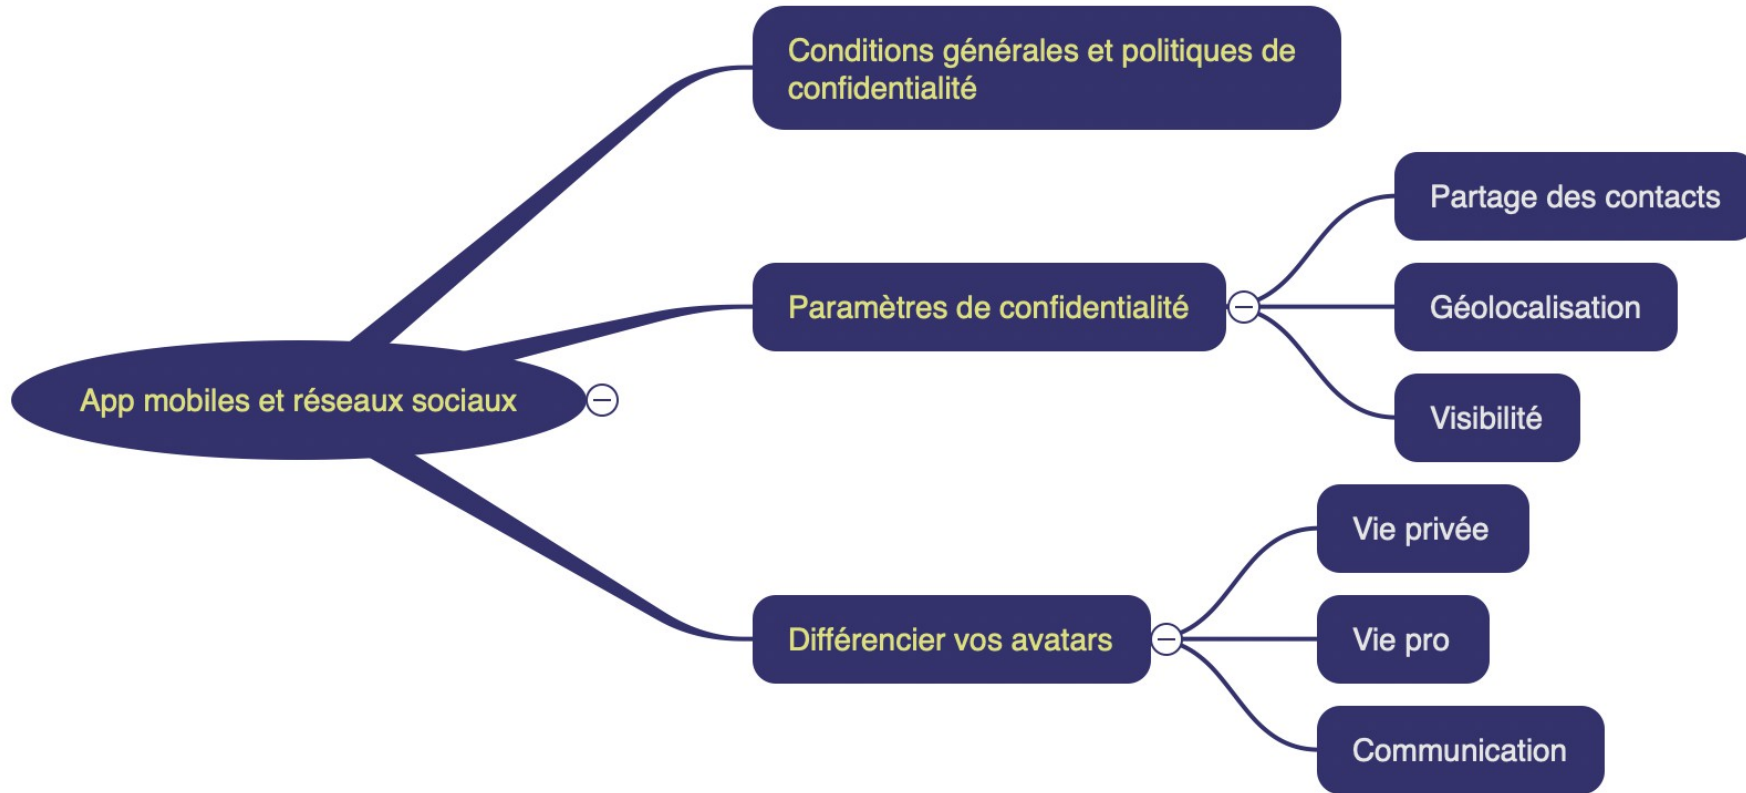 Conditions générales et politiques de
confidentialité
Partage des contacts
Paramètres de confidentialité
Géolocalisation
App mobiles et réseaux sociaux
Visibilité
Vie privée
Différencier vos avatars
Vie pro
Communication